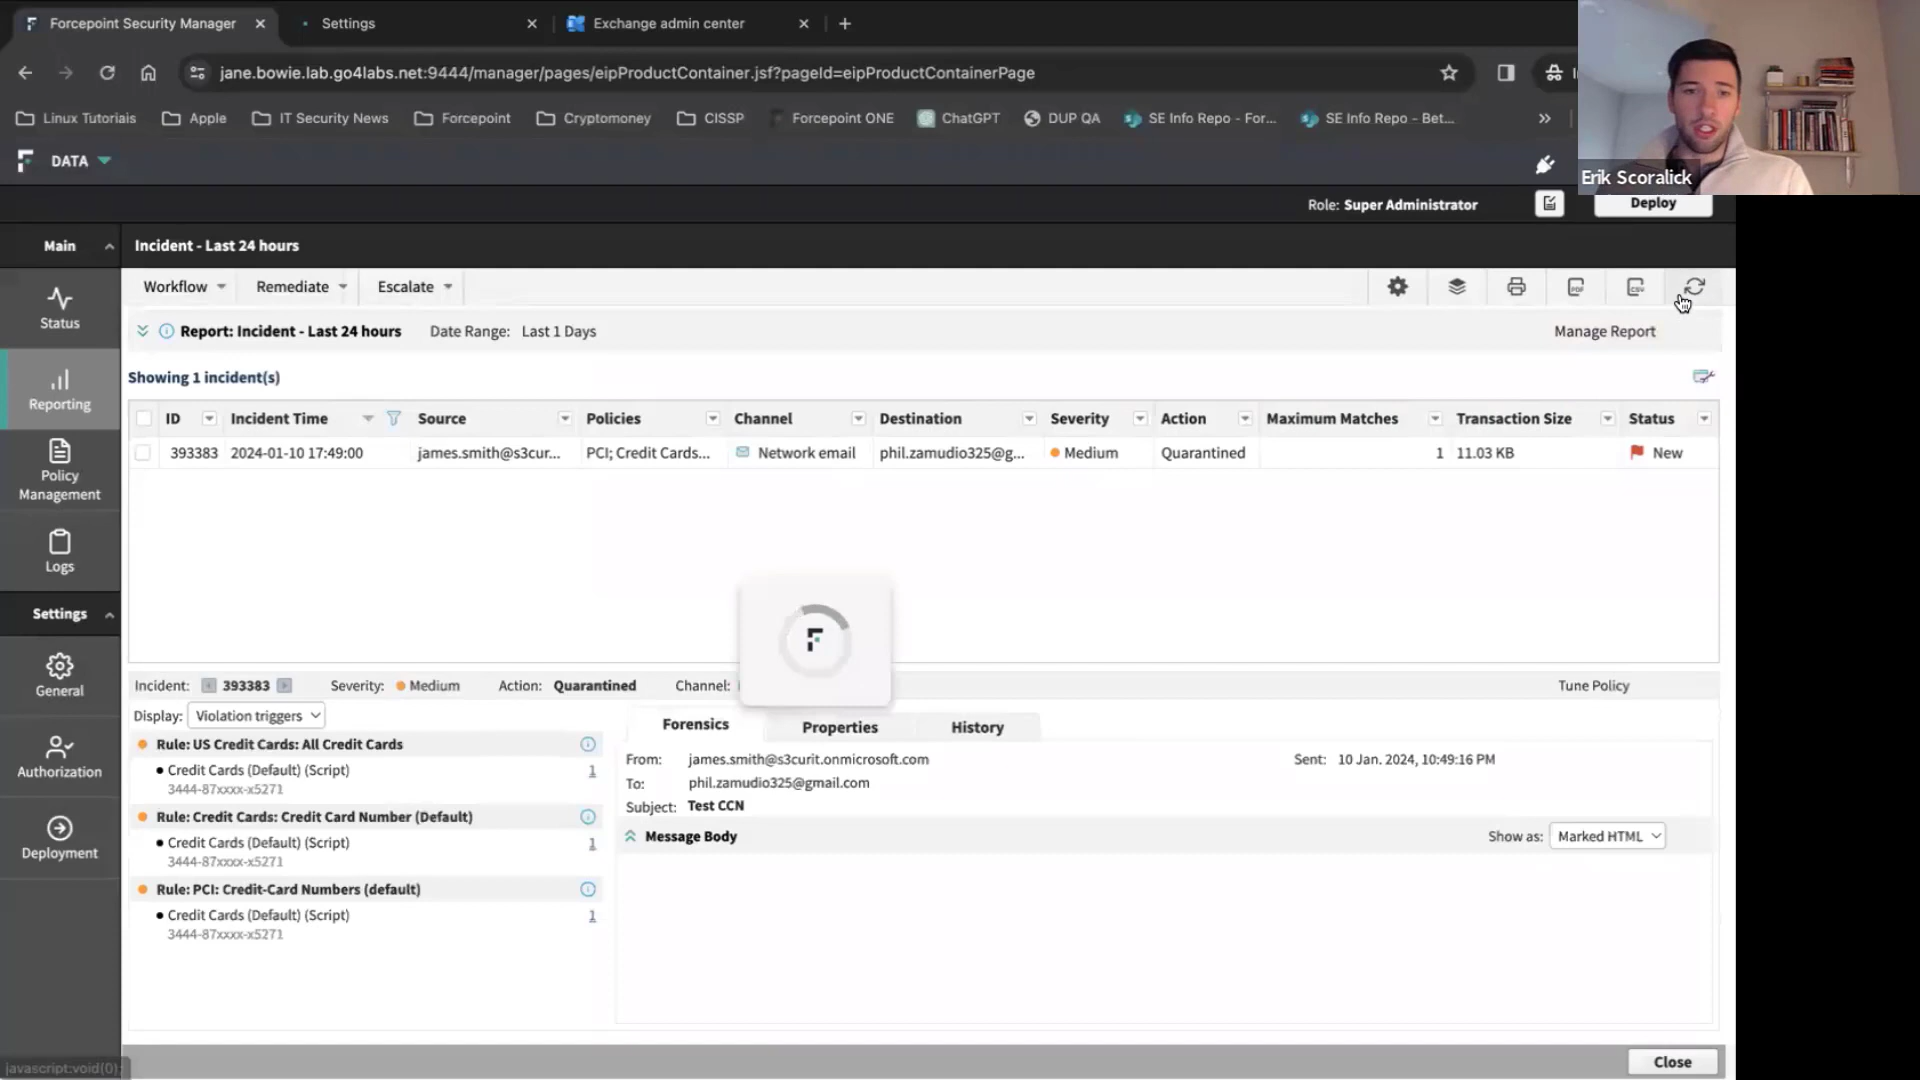 Forcepoint Security Manager
Settings
Exchange admin center
jane.bowie.lab.go4labs.net:9444/manager/pages/eipProductContainer.jsf?pageId=eipProductContainerPage
Linux Tutorials
Apple
IT Security News
Forcepoint
Cryptomoney
CISSP
Forcepoint ONE
ChatGPT
DUP QA
SE Info Repo - For...
SE Info Repo - Bet...
Erik Scoralick
DATA
Role: Super Administrator
Deploy
Main
Incident - Last 24 hours
Workflow
Remediate
Escalate
PDF
CSV
Status
Report: Incident - Last 24 hours
Date Range: Last 1 Days
Manage Report
Showing 1 incident(s)
Reporting
ID
Incident Time
Source
Policies
Channel
Destination
Severity
Action
Maximum Matches
Transaction Size
Status
393383
2024-01-10 17:49:00
james.smith@s3cur...
PCI; Credit Cards...
Network email
phil.zamudio325@g...
Medium
Quarantined
1
11.03 KB
New
Policy
Management
Logs
Settings
General
Authorization
Deployment
Incident: 393383
Severity: Medium
Action: Quarantined
Channel:
Tune Policy
Display: Violation triggers
Rule: US Credit Cards: All Credit Cards
Credit Cards (Default) (Script)
1
3444-87xxxx-x5271
Rule: Credit Cards: Credit Card Number (Default)
Credit Cards (Default) (Script)
1
3444-87xxxx-x5271
Rule: PCI: Credit-Card Numbers (default)
Credit Cards (Default) (Script)
1
3444-87xxxx-x5271
Forensics
Properties
History
From: james.smith@s3curit.onmicrosoft.com
Sent: 10 Jan. 2024, 10:49:16 PM
To: phil.zamudio325@gmail.com
Subject: Test CCN
Message Body
Show as: Marked HTML
Close
javascript:void(0);